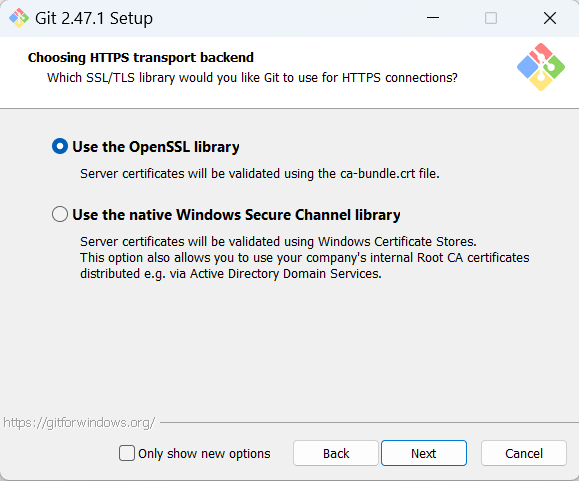 Git 2.47.1 Setup
Choosing HTTPS transport backend
Which SSL/TLS library would you like Git to use for HTTPS connections?
Use the OpenSSL library
Server certificates will be validated using the ca-bundle.crt file.
Use the native Windows Secure Channel library
Server certificates will be validated using Windows Certificate Stores.
This option also allows you to use your company's internal Root CA certificates
distributed e.g. via Active Directory Domain Services.
https://gitforwindows.org/
Only show new options
Back
Next
Cancel